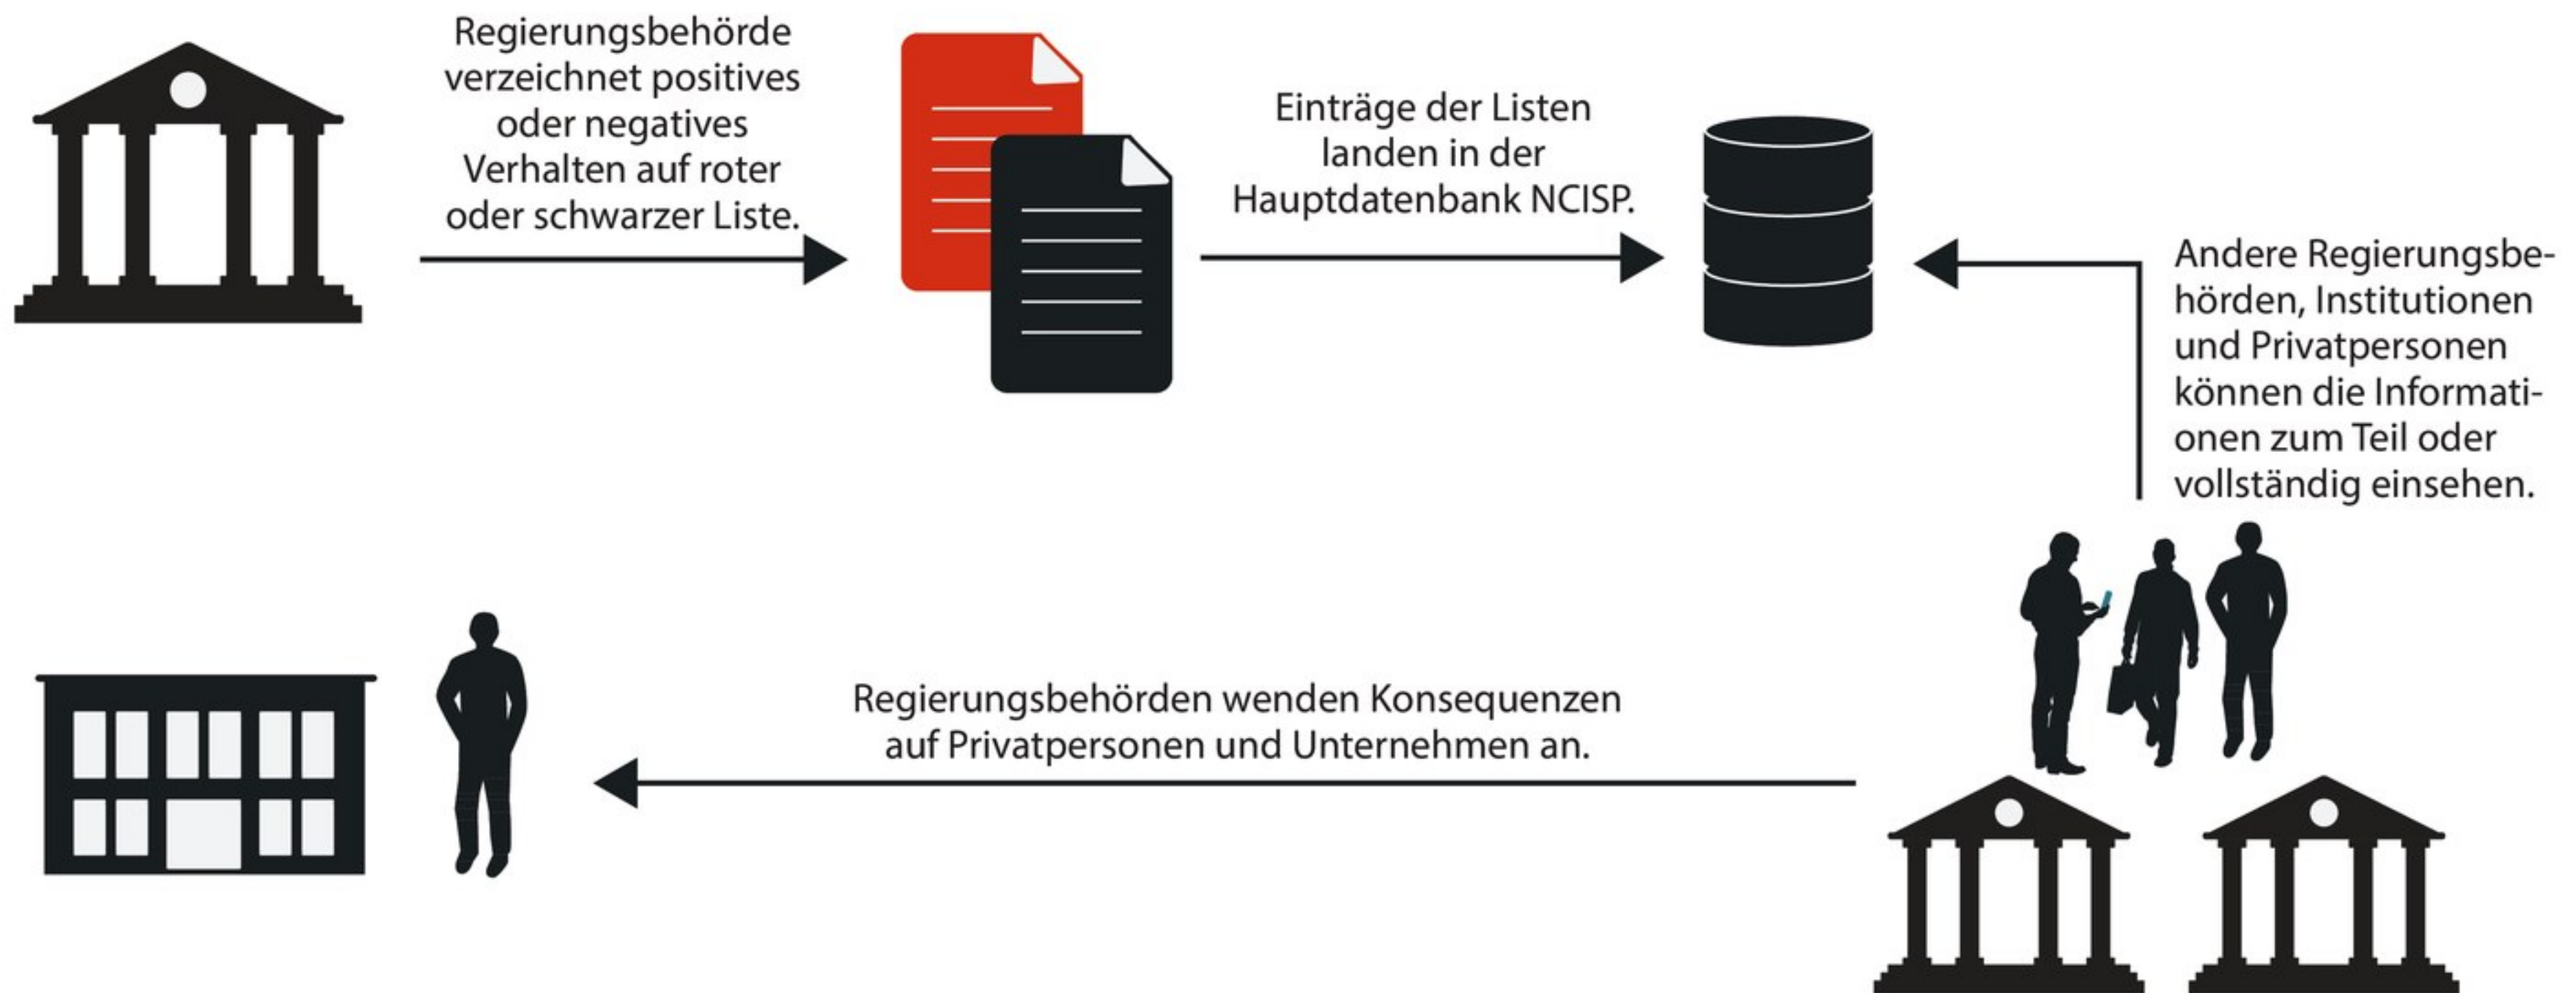 Regierungsbehörde
verzeichnet positives
oder negatives
Verhalten auf roter
oder schwarzer Liste.
Einträge der Listen
landen in der
Hauptdatenbank NCISP.
Andere Regierungsbe-
hörden, Institutionen
und Privatpersonen
können die Informati-
onen zum Teil oder
vollständig einsehen.
Regierungsbehörden wenden Konsequenzen
auf Privatpersonen und Unternehmen an.